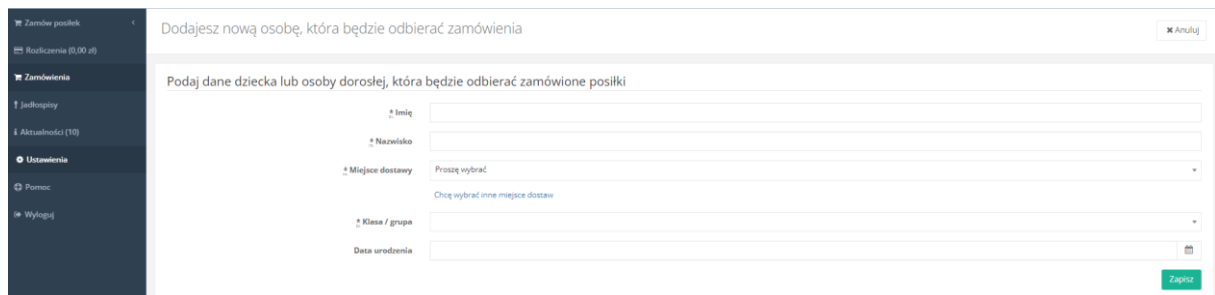 Zamów posiłek
Rozliczenia (0,00 zł)
Zamówienia
Jadłospisy
Aktualności (10)
Ustawienia
Pomoc
Wyloguj
Dodajesz nową osobę, która będzie odbierać zamówienia
Anuluj
Podaj dane dziecka lub osoby dorosłej, która będzie odbierać zamówione posiłki
* Imię
* Nazwisko
* Miejsce dostawy Proszę wybrać
Chcę wybrać inne miejsce dostaw
* Klasa / grupa
Data urodzenia
Zapisz